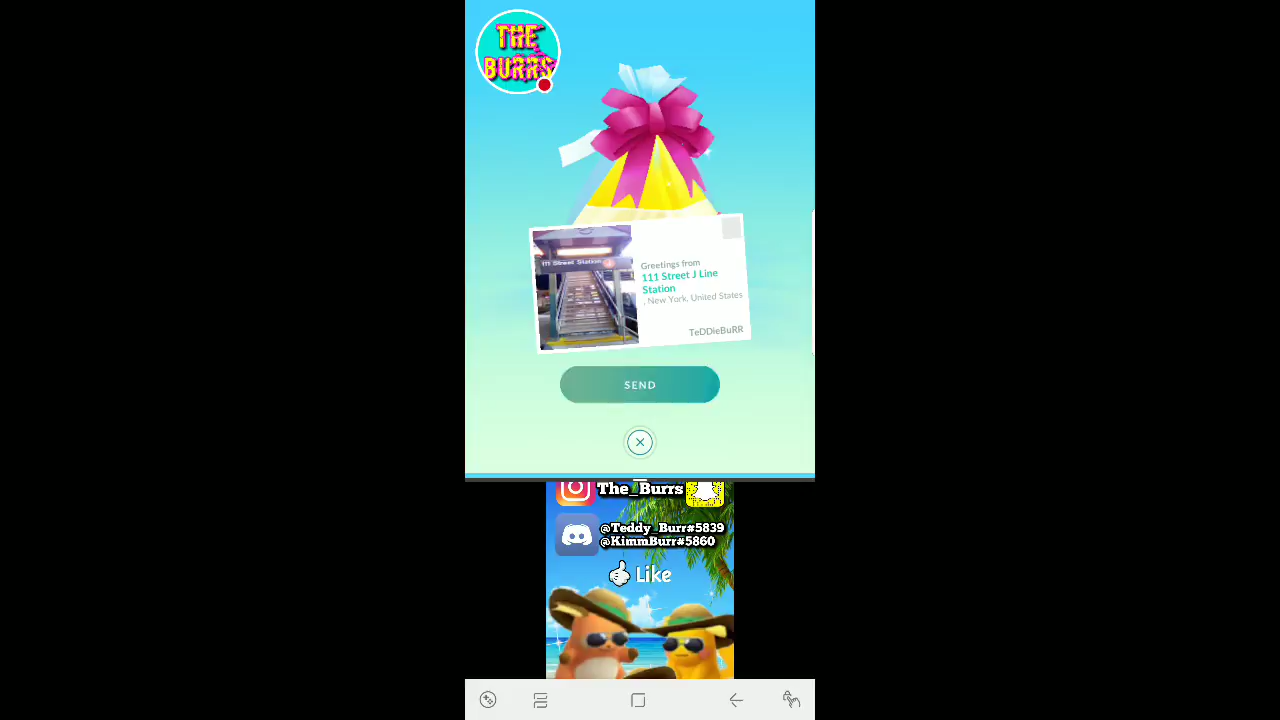 THE
BURRS
111 Street Station
Greetings from
111 Street J Line
Station
, New York, United States
TeDDieBuRR
SEND
The_Burrs
@Teddy_Burr#5839
@KimmBurr#5860
Like